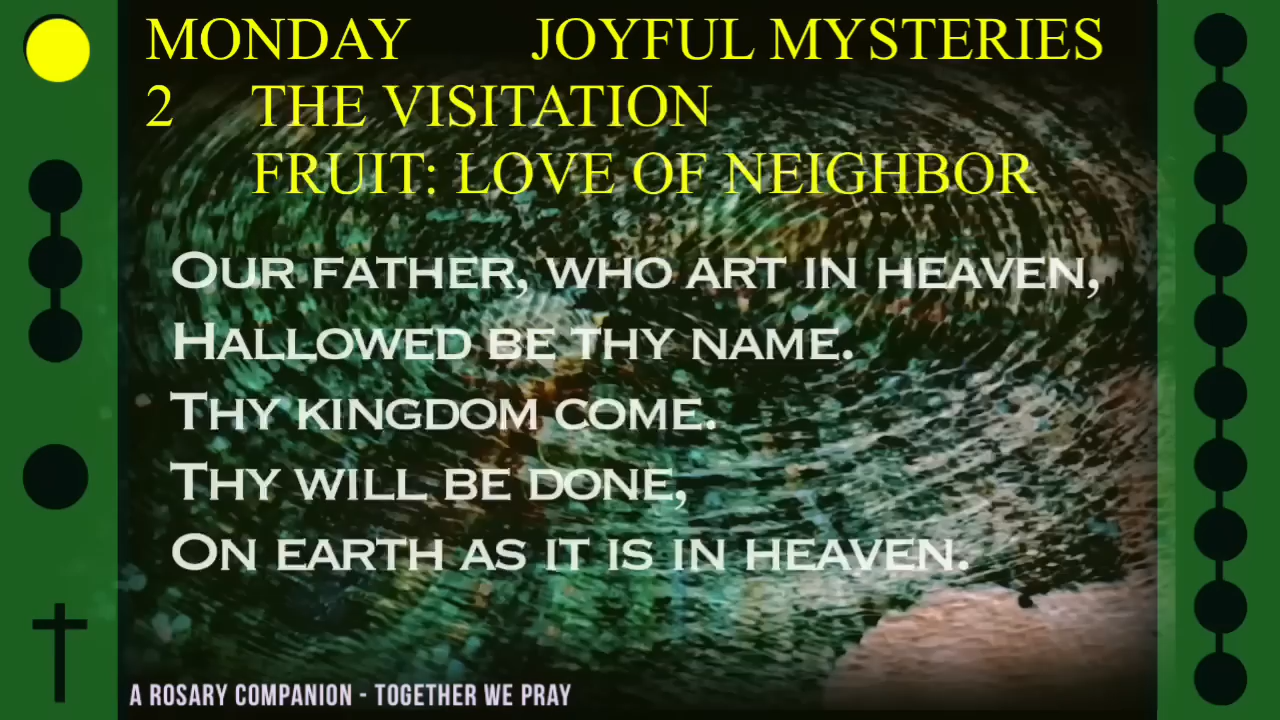 MONDAY JOYFUL MYSTERIES
2 THE VISITATION
FRUIT: LOVE OF NEIGHBOR
OUR FATHER, WHO ART IN HEAVEN,
HALLOWED BE THY NAME.
THY KINGDOM COME.
THY WILL BE DONE,
ON EARTH AS IT IS IN HEAVEN.
A ROSARY COMPANION - TOGETHER WE PRAY